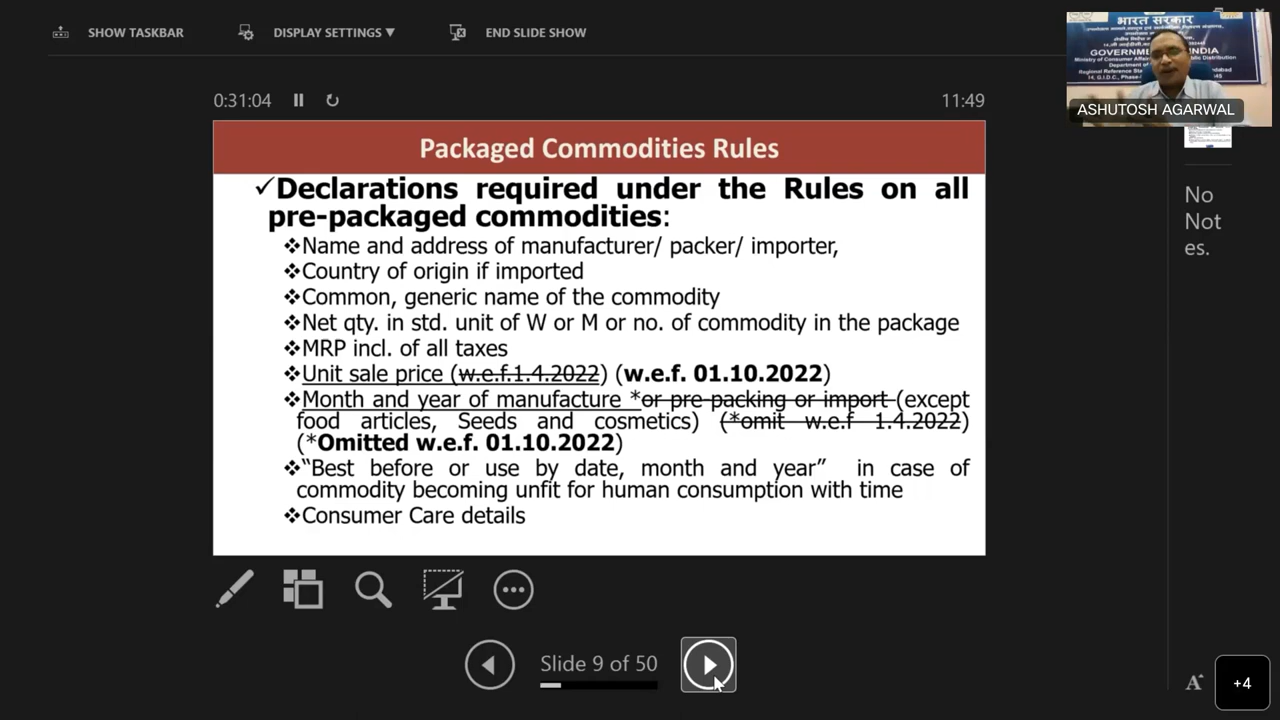 SHOW TASKBAR
DISPLAY SETTINGS ▼
END SLIDE SHOW
भारत सरकार
GOVERNMENT INDIA
Ministry of Consumer Distribution
Regional Reference
14, G.I.D.C.,
ASHUTOSH AGARWAL
0:31:04
11:49
Packaged Commodities Rules
✓Declarations required under the Rules on all
pre-packaged commodities:
❖Name and address of manufacturer/ packer/ importer,
❖Country of origin if imported
❖Common, generic name of the commodity
❖Net qty. in std. unit of W or M or no. of commodity in the package
❖MRP incl. of all taxes
❖Unit sale price (w.e.f.1.4.2022) (w.e.f. 01.10.2022)
❖Month and year of manufacture *or pre-packing or import (except
food articles, Seeds and cosmetics) (*omit w.e.f 1.4.2022)
(*Omitted w.e.f. 01.10.2022)
❖“Best before or use by date, month and year” in case of
commodity becoming unfit for human consumption with time
❖Consumer Care details
No
Not
es.
Slide 9 of 50
A
+4